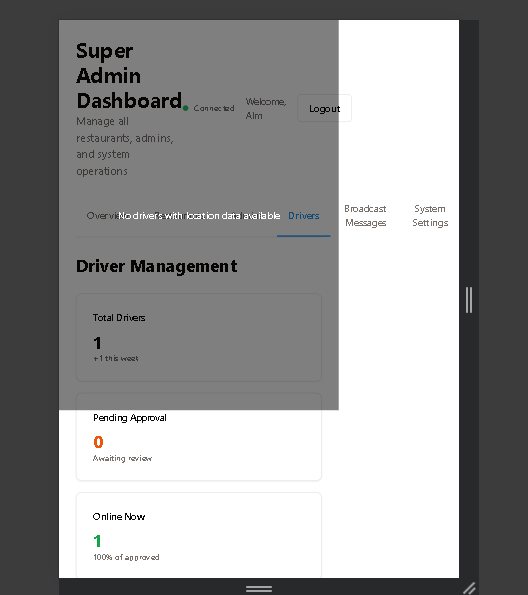 Super
Admin
Dashboard
Manage all
restaurants, admins,
and system
operations
Connected
Welcome,
Alm
Logout
No drivers with location data available
Drivers
Broadcast
Messages
System
Settings
Driver Management
Total Drivers
1
+1 this week
Pending Approval
0
Awaiting review
Online Now
1
100% of approved